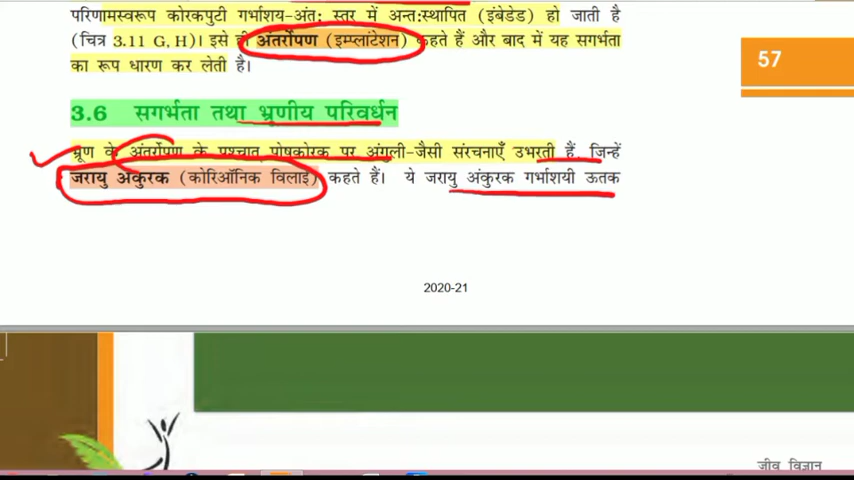 परिणामस्वरूप कोरकपुटी गर्भाशय-अंतः स्तर में अन्तःस्थापित (इंबेडेड) हो जाती है
(चित्र 3.11 G, H)। इसे ही अंतर्रोपण (इम्प्लांटेशन) कहते हैं और बाद में यह सगर्भता
का रूप धारण कर लेती है।
57
3.6 सगर्भता तथा भ्रूणीय परिवर्धन
भ्रूण के अंतर्रोपण के पश्चात् पोषकोरक पर अंगुली-जैसी संरचनाएँ उभरती हैं, जिन्हें
जरायु अंकुरक (कोरिऑनिक विलाई) कहते हैं। ये जरायु अंकुरक गर्भाशयी ऊतक
2020-21
जीव विज्ञान